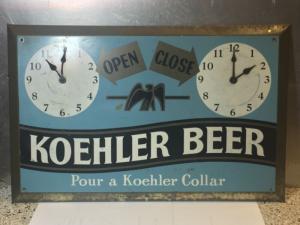 OPEN CLOSE
KOEHLER BEER
Pour a Koehler Collar